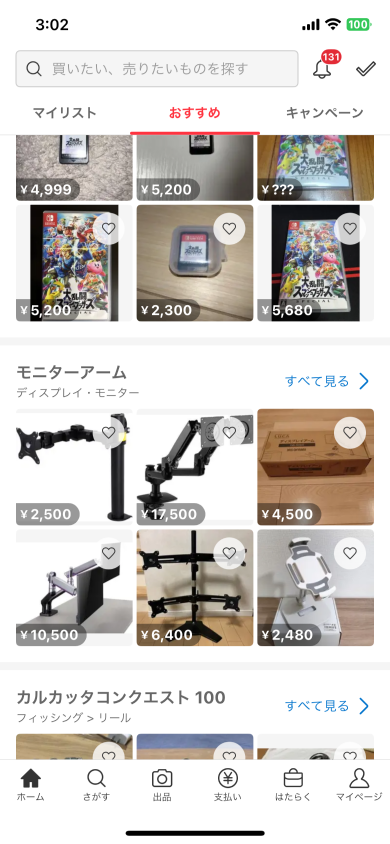 3:02
100
買いたい、売りたいものを探す
131
マイリスト
おすすめ
キャンペーン
¥4,999
¥5,200
¥???
¥5,200
¥2,300
¥5,680
モニターアーム
ディスプレイ・モニター
すべて見る
¥2,500
¥17,500
¥4,500
¥10,500
¥6,400
¥2,480
カルカッタコンクエスト 100
フィッシング > リール
すべて見る
ホーム
さがす
出品
支払い
はたらく
マイページ